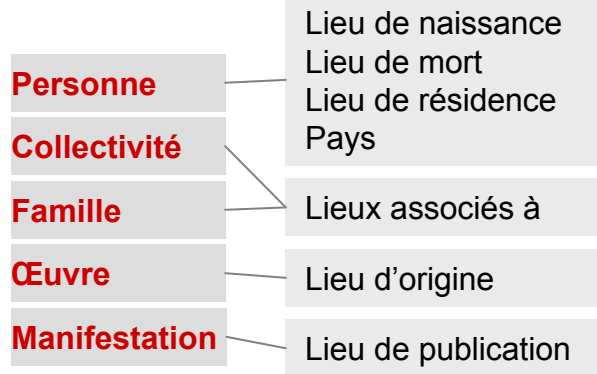 Personne
Collectivité
Famille
Œuvre
Manifestation
Lieu de naissance
Lieu de mort
Lieu de résidence
Pays
Lieux associés à
Lieu d’origine
Lieu de publication